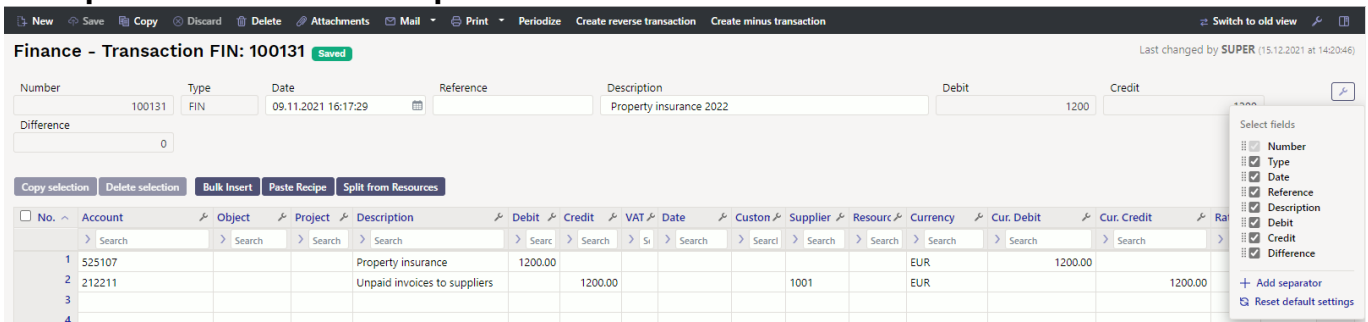 New Save Copy Discard Delete Attachments Mail Print Periodize Create reverse transaction Create minus transaction Switch to old view
Finance - Transaction FIN: 100131 Saved Last changed by SUPER (15.12.2021 at 14:20:46)
Number Type Date Reference Description Debit Credit
100131 FIN 09.11.2021 16:17:29 Property insurance 2022 1200 1200
Difference
0
Select fields
Number
Type
Date
Reference
Description
Debit
Credit
Difference
Add separator
Reset default settings
Copy selection Delete selection Bulk Insert Paste Recipe Split from Resources
No. Account Object Project Description Debit Credit VAT Date Custon Supplier Resourc Currency Cur. Debit Cur. Credit Rat
Search Search Search Search Searc Search S Search Searcl Search Search Search Search Search
1 525107 Property insurance 1200.00 EUR 1200.00
2 212211 Unpaid invoices to suppliers 1200.00 1001 EUR 1200.00
3
4